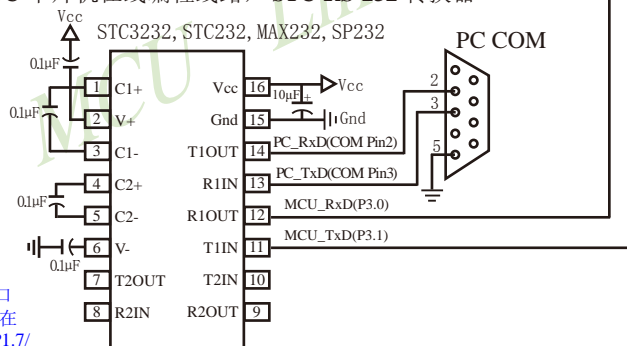 STC3232,STC232,MAX232,SP232
PC COM
Vcc
0.1μF
0.1μF
0.1μF
0.1μF
1 C1+
2 V+
3 C1-
4 C2+
5 C2-
6 V-
7 T2OUT
8 R2IN
Vcc 16
Gnd 15
T1OUT 14
R1IN 13
R1OUT 12
T1IN 11
T2IN 10
R2OUT 9
Vcc
10μF +
Gnd
PC_RxD(COM Pin2)
PC_TxD(COM Pin3)
MCU_RxD(P3.0)
MCU_TxD(P3.1)
2
3
5
口
在
MCU